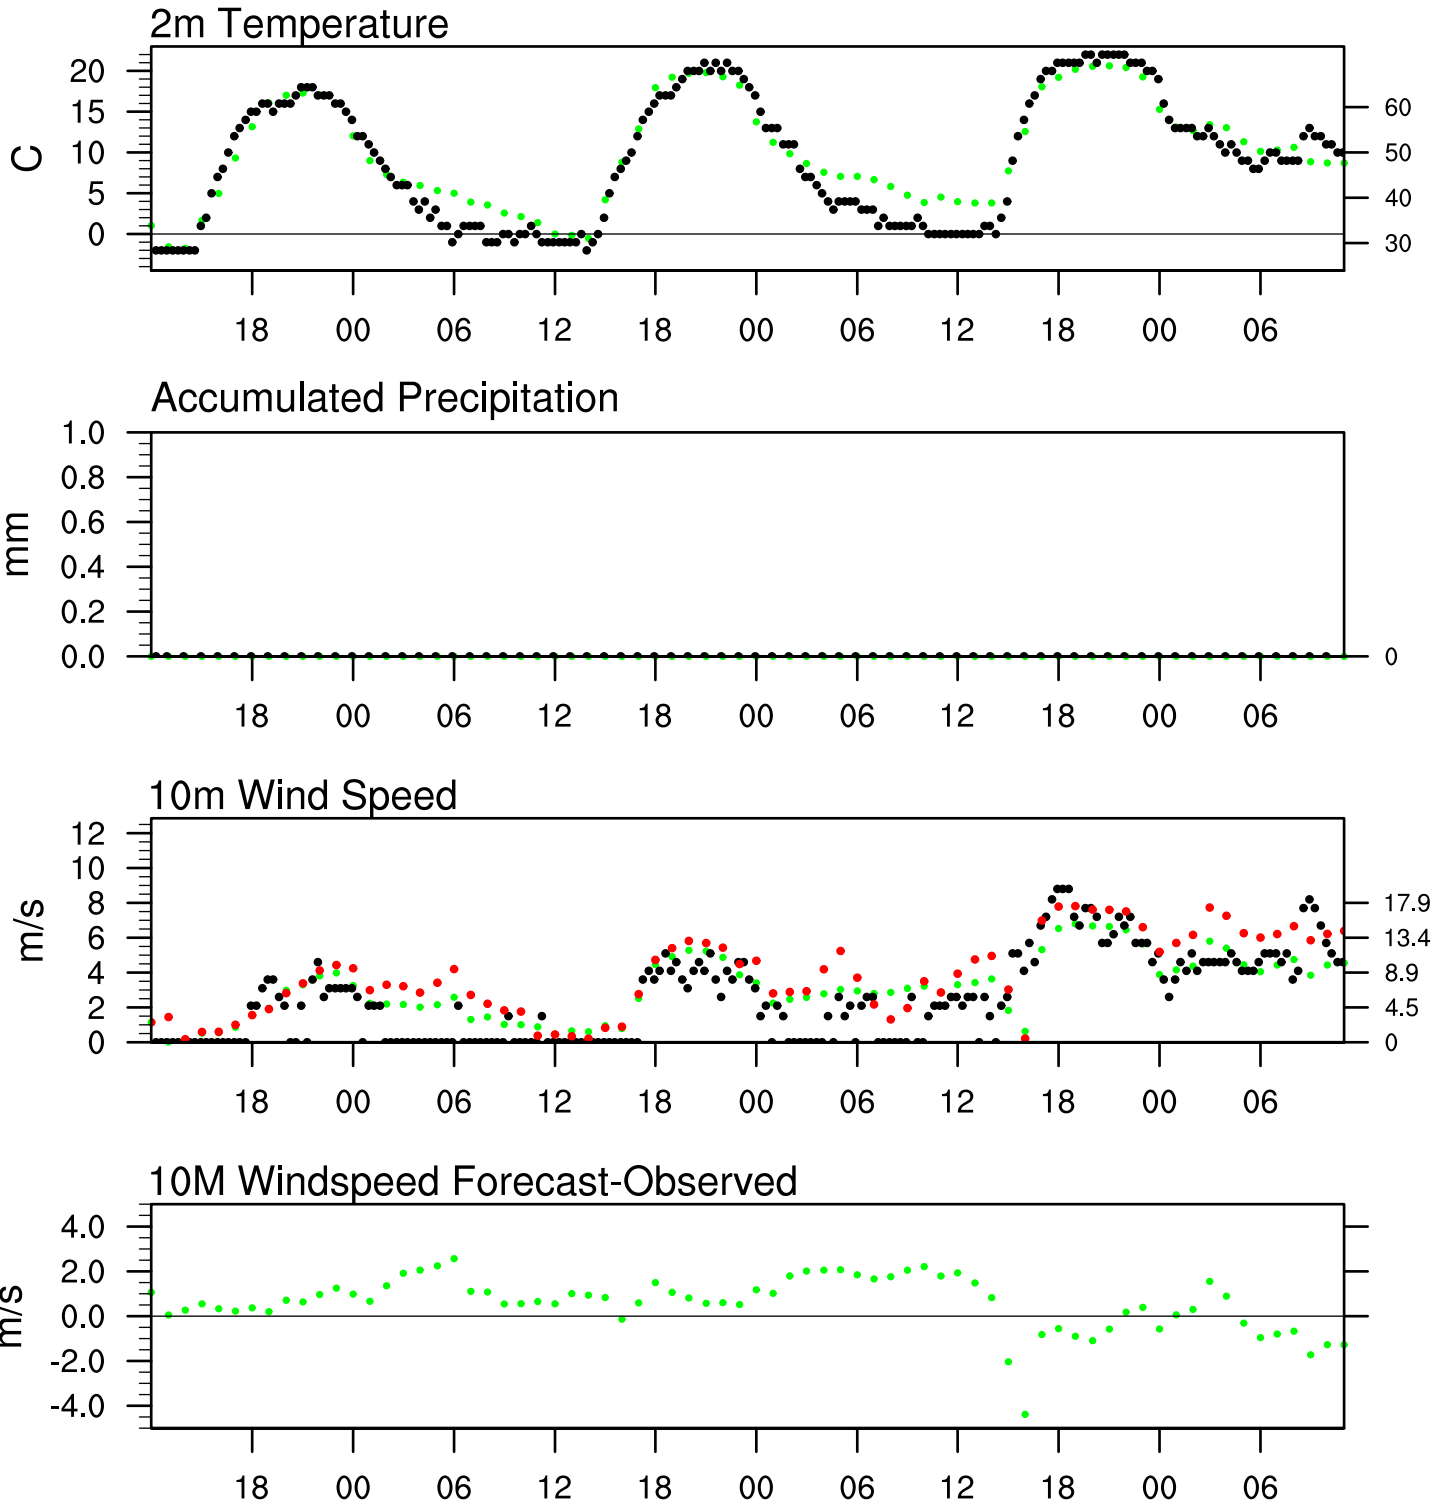 2m Temperature
20
15
10
5
0
C
60
50
40
30
18 00 06 12 18 00 06 12 18 00 06
Accumulated Precipitation
1.0
0.8
0.6
0.4
0.2
0.0
mm
0
18 00 06 12 18 00 06 12 18 00 06
10m Wind Speed
12
10
8
6
4
2
0
m/s
17.9
13.4
8.9
4.5
0
18 00 06 12 18 00 06 12 18 00 06
10M Windspeed Forecast-Observed
4.0
2.0
0.0
-2.0
-4.0
m/s
18 00 06 12 18 00 06 12 18 00 06